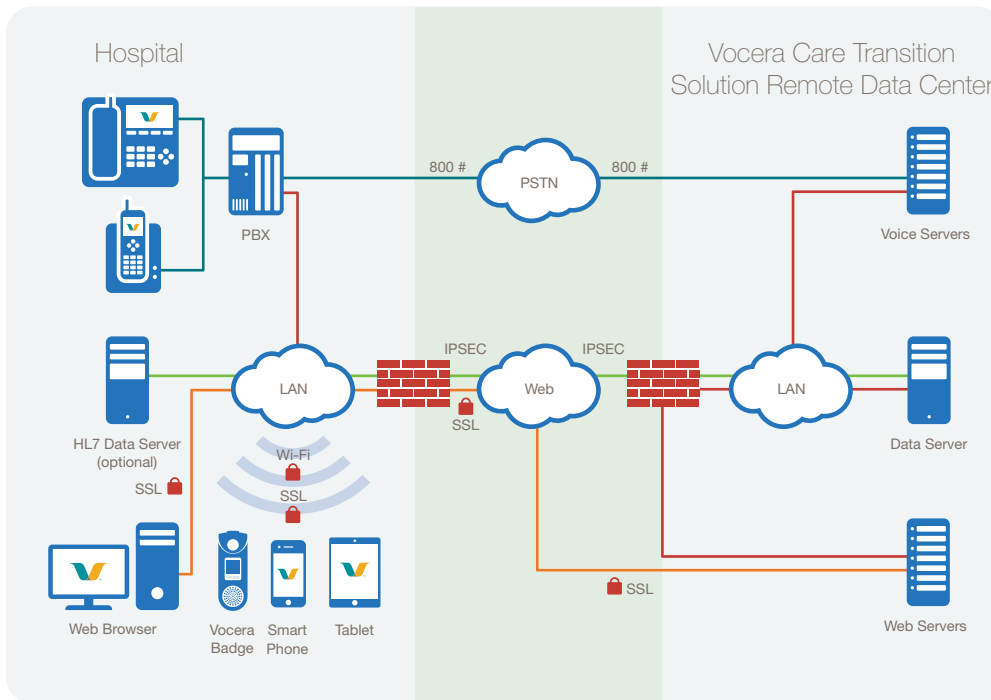 Hospital
Vocera Care Transition
Solution Remote Data Center
800 #
PSTN
800 #
PBX
Voice Servers
IPSEC
IPSEC
LAN
Web
LAN
SSL
HL7 Data Server
(optional)
Data Server
Wi-Fi
SSL
SSL
SSL
Web Browser
Vocera
Badge
Smart
Phone
Tablet
Web Servers